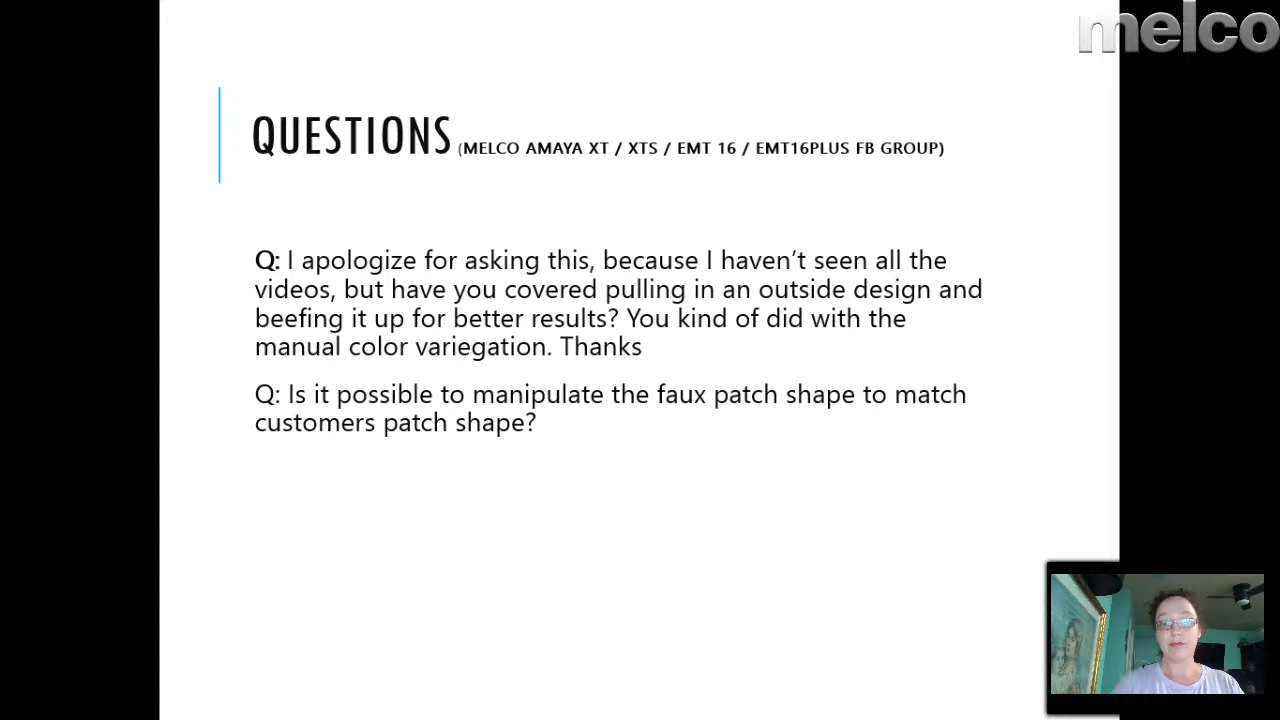 melco
QUESTIONS (MELCO AMAYA XT / XTS / EMT 16 / EMT16PLUS FB GROUP)
Q: I apologize for asking this, because I haven’t seen all the
videos, but have you covered pulling in an outside design and
beefing it up for better results? You kind of did with the
manual color variegation. Thanks
Q: Is it possible to manipulate the faux patch shape to match
customers patch shape?